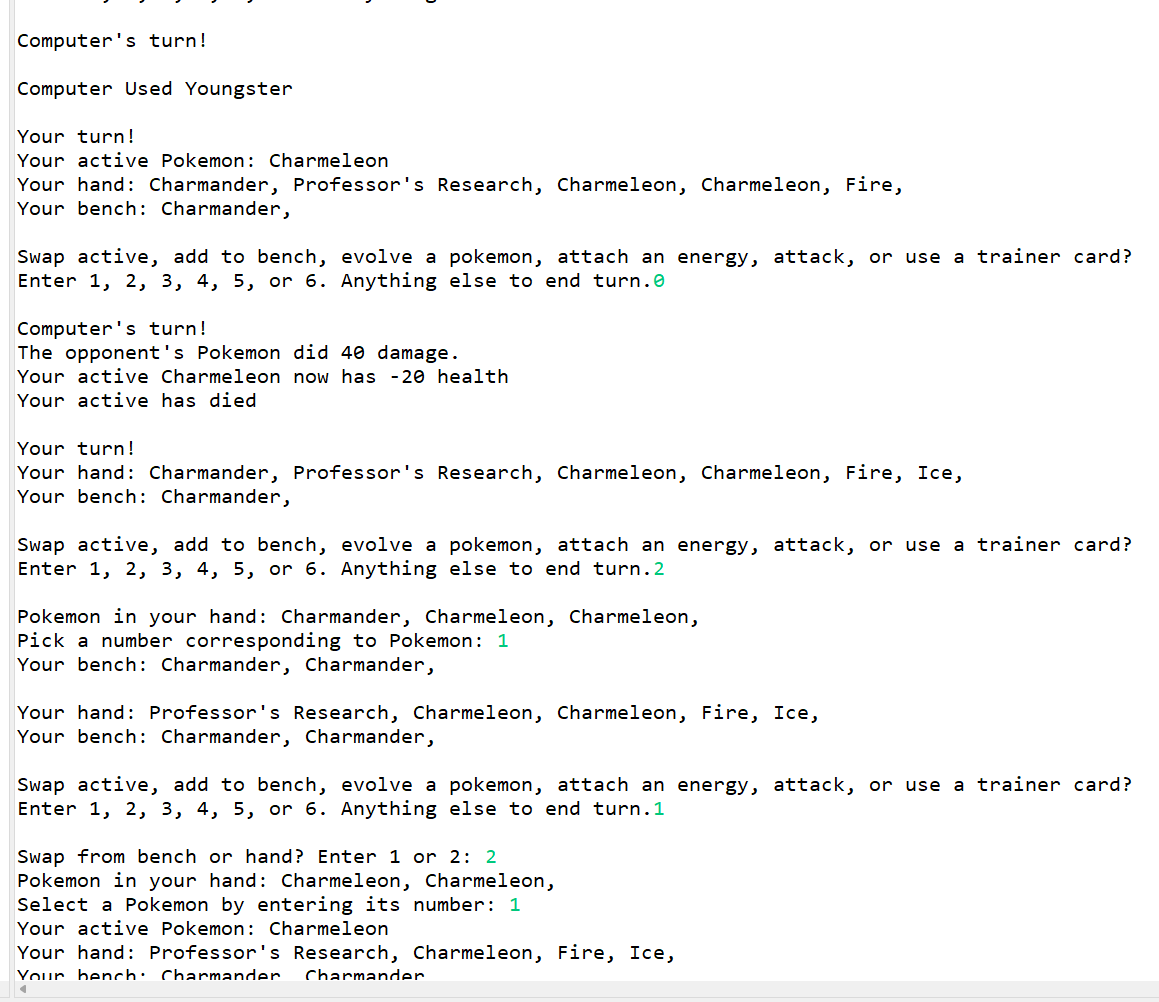 Computer's turn!
Computer Used Youngster
Your turn!
Your active Pokemon: Charmeleon
Your hand: Charmander, Professor's Research, Charmeleon, Charmeleon, Fire,
Your bench: Charmander,
Swap active, add to bench, evolve a pokemon, attach an energy, attack, or use a trainer card?
Enter 1, 2, 3, 4, 5, or 6. Anything else to end turn.0
Computer's turn!
The opponent's Pokemon did 40 damage.
Your active Charmeleon now has -20 health
Your active has died
Your turn!
Your hand: Charmander, Professor's Research, Charmeleon, Charmeleon, Fire, Ice,
Your bench: Charmander,
Swap active, add to bench, evolve a pokemon, attach an energy, attack, or use a trainer card?
Enter 1, 2, 3, 4, 5, or 6. Anything else to end turn.2
Pokemon in your hand: Charmander, Charmeleon, Charmeleon,
Pick a number corresponding to Pokemon: 1
Your bench: Charmander, Charmander,
Your hand: Professor's Research, Charmeleon, Charmeleon, Fire, Ice,
Your bench: Charmander, Charmander,
Swap active, add to bench, evolve a pokemon, attach an energy, attack, or use a trainer card?
Enter 1, 2, 3, 4, 5, or 6. Anything else to end turn.1
Swap from bench or hand? Enter 1 or 2: 2
Pokemon in your hand: Charmeleon, Charmeleon,
Select a Pokemon by entering its number: 1
Your active Pokemon: Charmeleon
Your hand: Professor's Research, Charmeleon, Fire, Ice,
Your bench: Charmander, Charmander